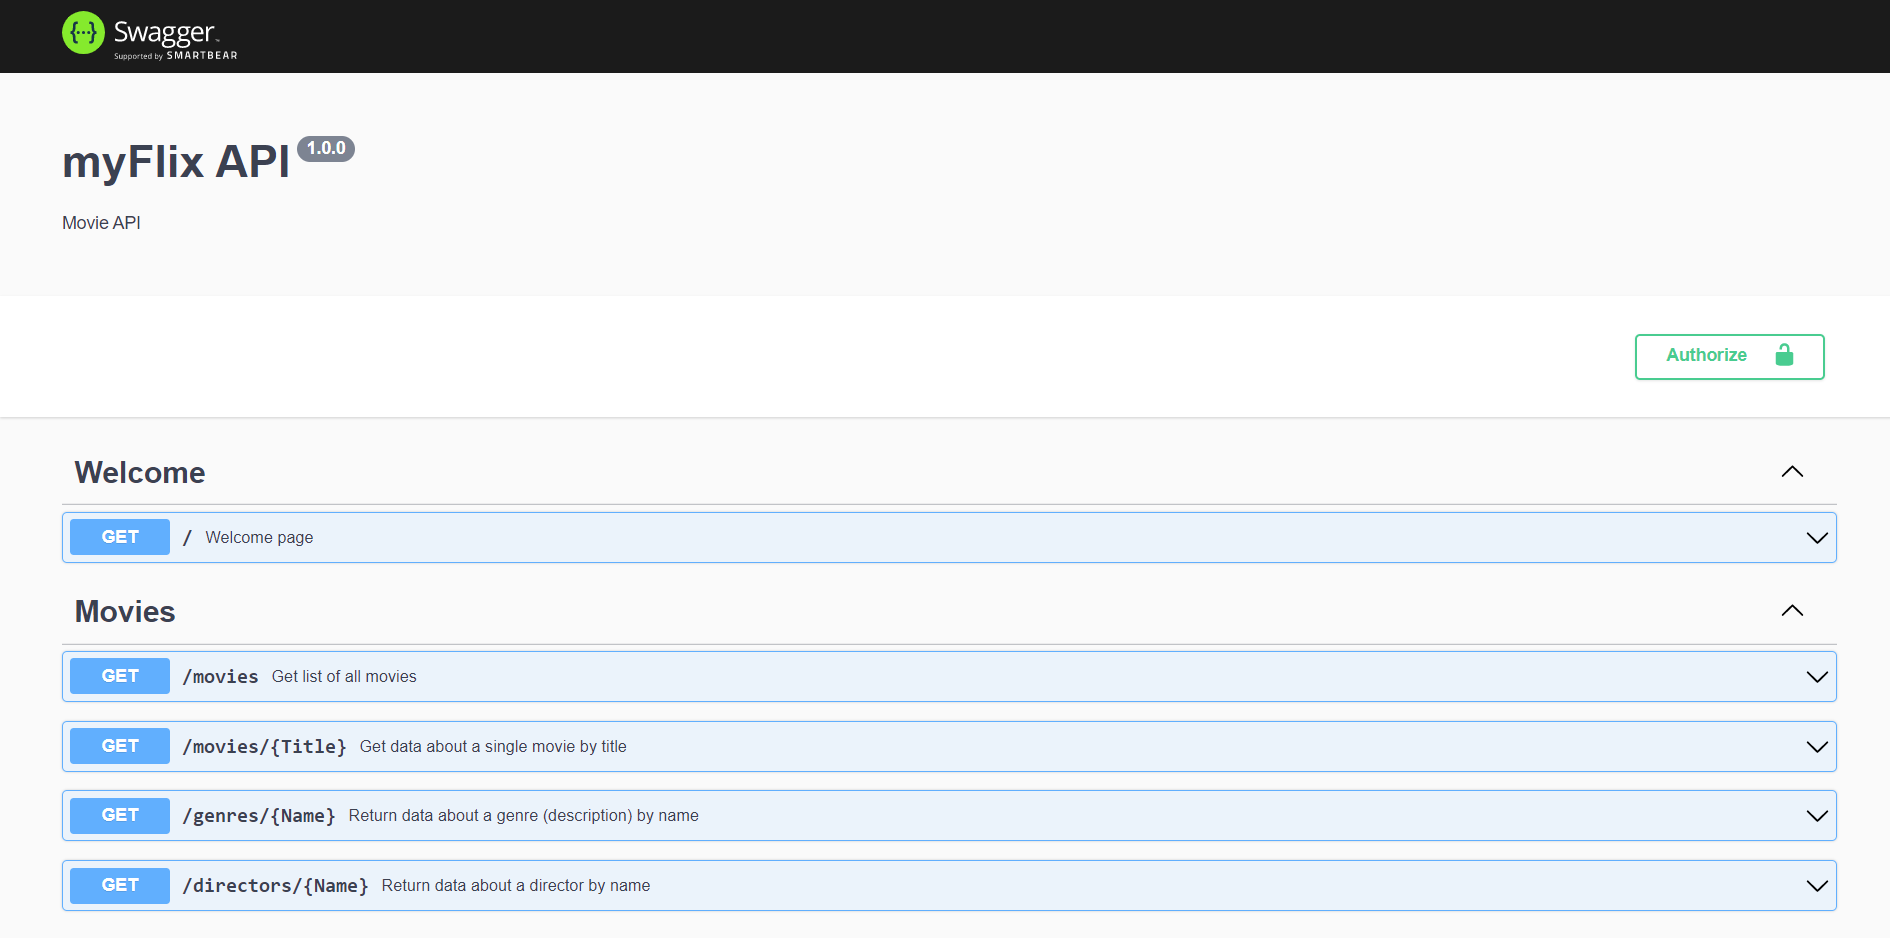 {···} Swagger™
Supported by SMARTBEAR
myFlix API 1.0.0
Movie API
Authorize
Welcome
GET / Welcome page
Movies
GET /movies Get list of all movies
GET /movies/{Title} Get data about a single movie by title
GET /genres/{Name} Return data about a genre (description) by name
GET /directors/{Name} Return data about a director by name